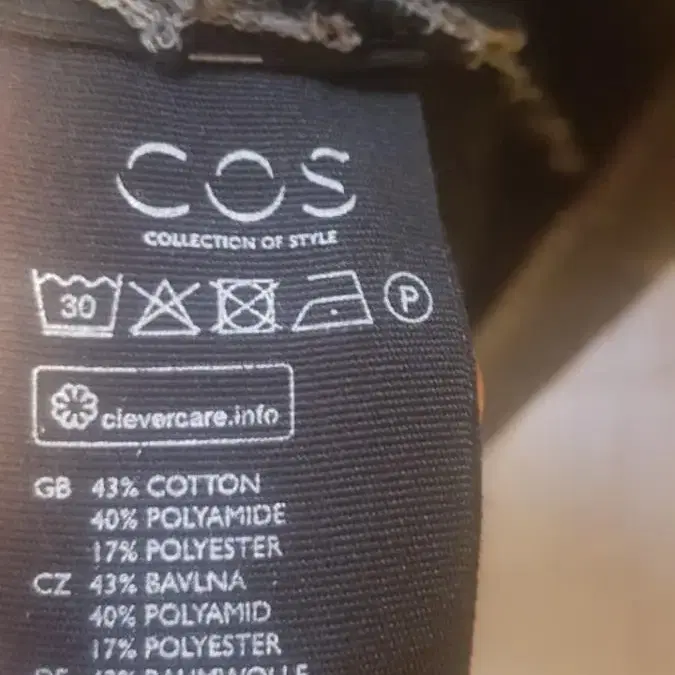 COS
COLLECTION OF STYLE
30 P
clevercare.info
GB 43% COTTON
40% POLYAMIDE
17% POLYESTER
CZ 43% BAVLNA
40% POLYAMID
17% POLYESTER